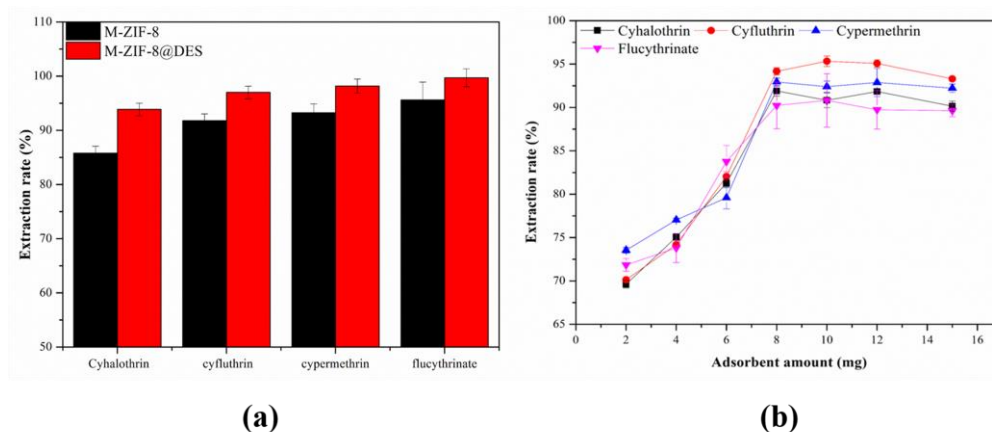 110
100
90
80
70
60
50
Extraction rate (%)
M-ZIF-8
M-ZIF-8@DES
Cyhalothrin cyfluthrin cypermethrin flucythrinate
(a)
100
95
90
85
80
75
70
65
Extraction rate (%)
Cyhalothrin Cyfluthrin Cypermethrin
Flucythrinate
2 4 6 8 10 12 14 16
Adsorbent amount (mg)
(b)